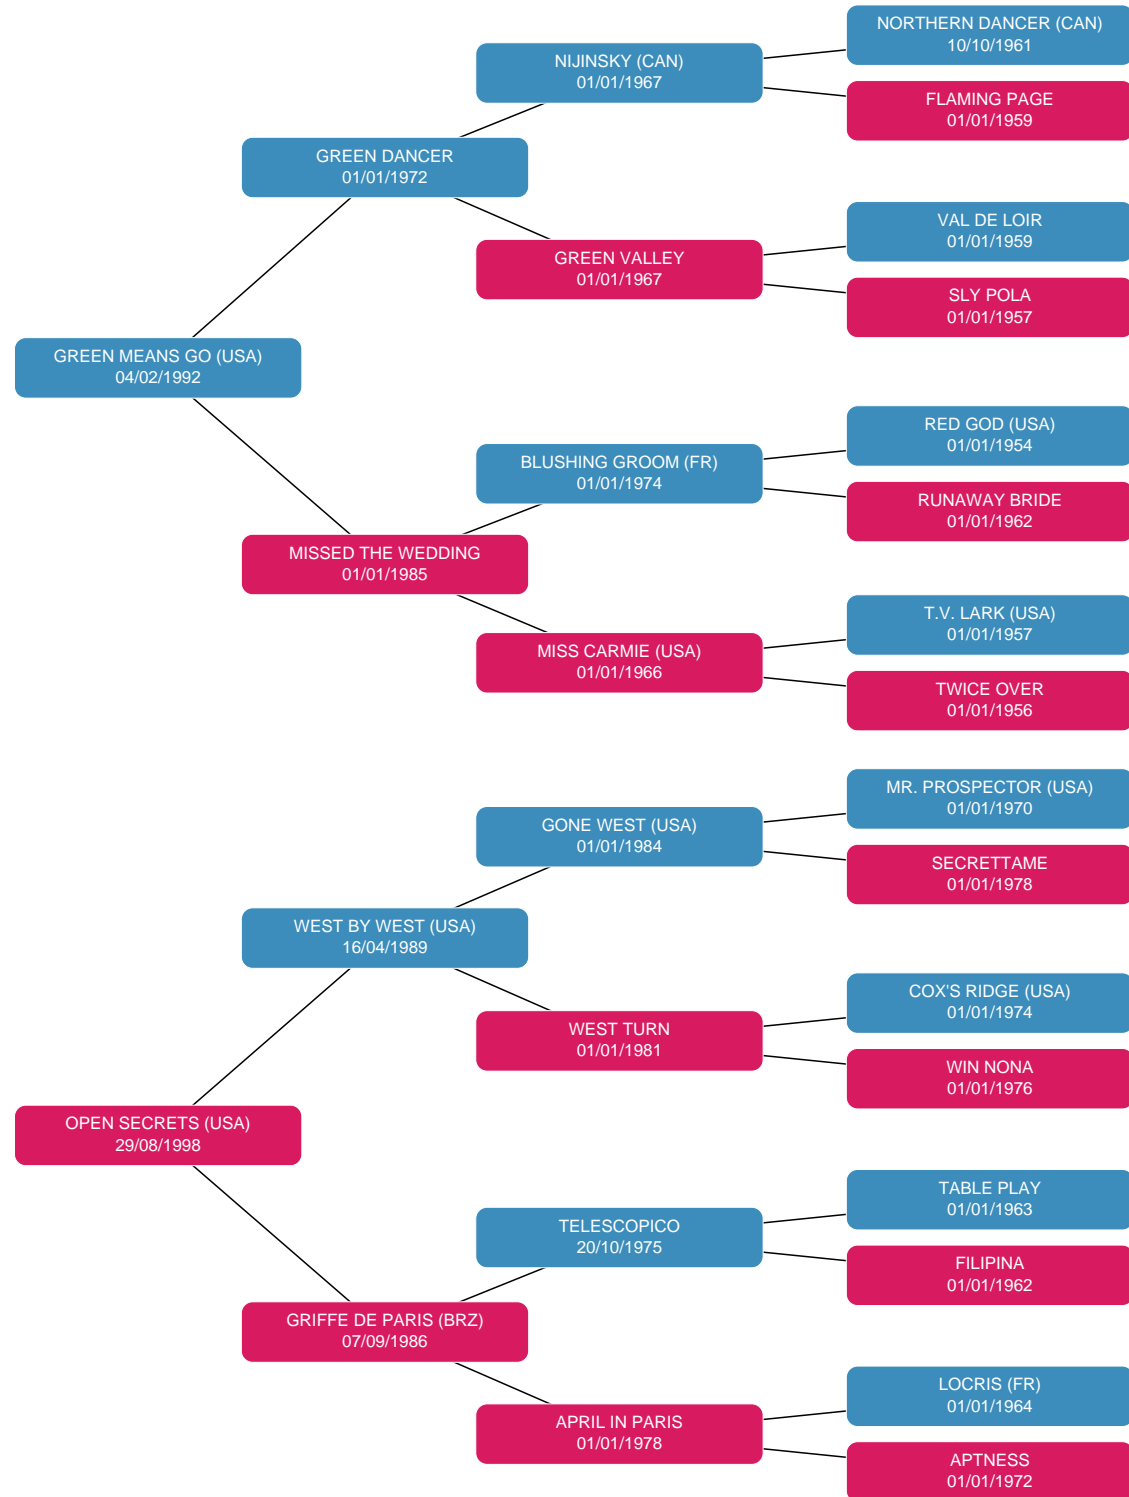 NORTHERN DANCER (CAN)
10/10/1961
NIJINSKY (CAN)
01/01/1967
FLAMING PAGE
01/01/1959
GREEN DANCER
01/01/1972
VAL DE LOIR
01/01/1959
GREEN VALLEY
01/01/1967
SLY POLA
01/01/1957
GREEN MEANS GO (USA)
04/02/1992
RED GOD (USA)
01/01/1954
BLUSHING GROOM (FR)
01/01/1974
RUNAWAY BRIDE
01/01/1962
MISSED THE WEDDING
01/01/1985
T.V. LARK (USA)
01/01/1957
MISS CARMIE (USA)
01/01/1966
TWICE OVER
01/01/1956
MR. PROSPECTOR (USA)
01/01/1970
GONE WEST (USA)
01/01/1984
SECRETTAME
01/01/1978
WEST BY WEST (USA)
16/04/1989
COX'S RIDGE (USA)
01/01/1974
WEST TURN
01/01/1981
WIN NONA
01/01/1976
OPEN SECRETS (USA)
29/08/1998
TABLE PLAY
01/01/1963
TELESCOPICO
20/10/1975
FILIPINA
01/01/1962
GRIFFE DE PARIS (BRZ)
07/09/1986
LOCRIS (FR)
01/01/1964
APRIL IN PARIS
01/01/1978
APTNESS
01/01/1972